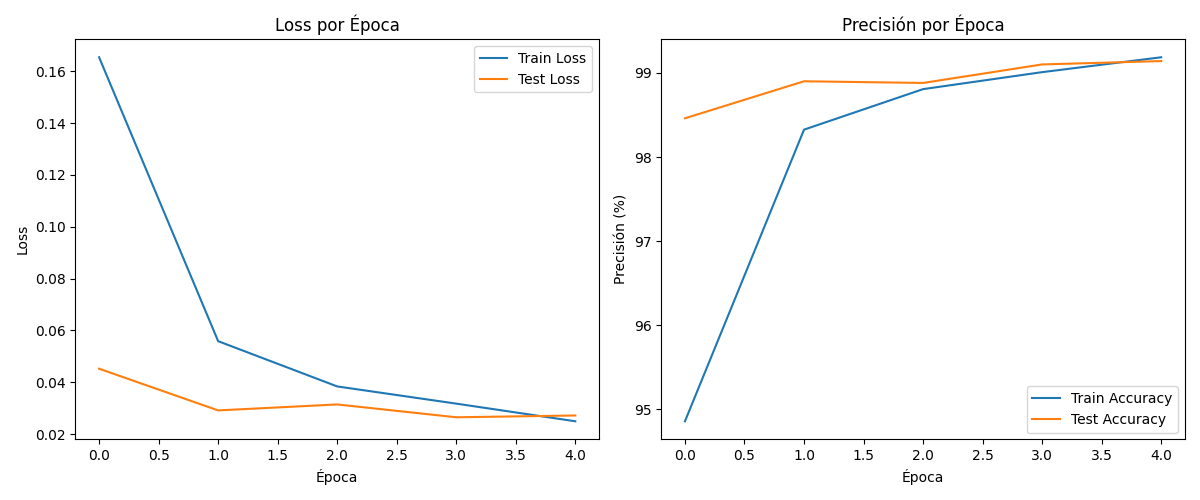 Loss por Época
Train Loss
Test Loss
0.16
0.14
0.12
0.10
0.08
0.06
0.04
0.02
Loss
0.0 0.5 1.0 1.5 2.0 2.5 3.0 3.5 4.0
Época
Precisión por Época
99
98
97
96
95
Precisión (%)
Train Accuracy
Test Accuracy
0.0 0.5 1.0 1.5 2.0 2.5 3.0 3.5 4.0
Época